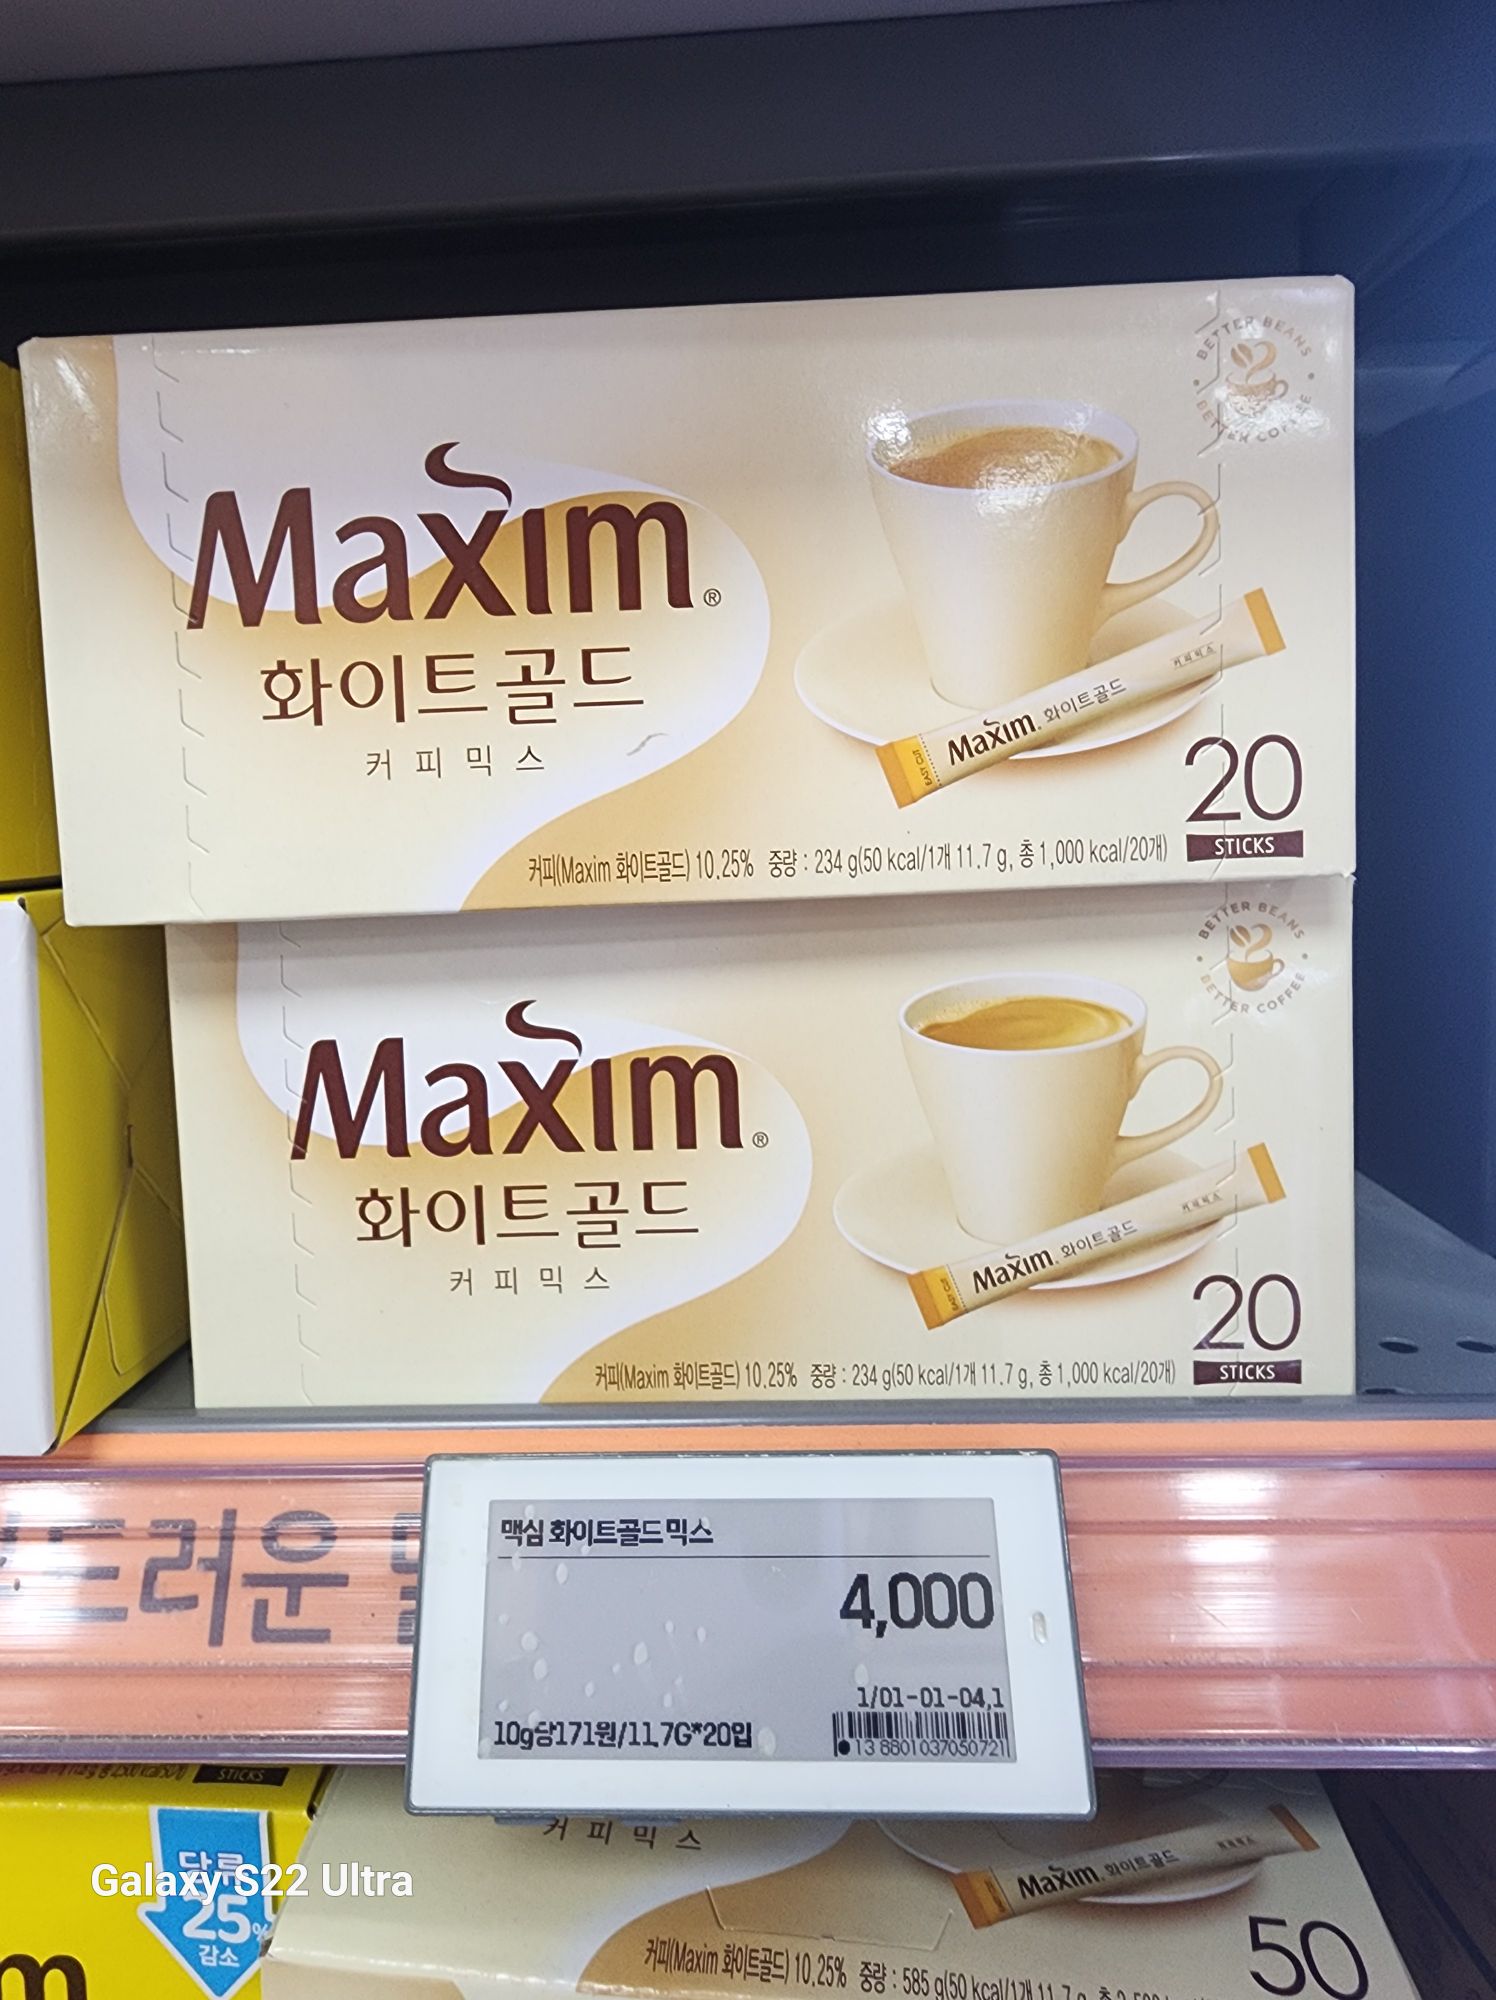 BETTER BEANS
BETTER COFFEE
Maxim®
화이트골드
커피믹스
EASY CUT
Maxim 화이트골드 커피믹스
20
STICKS
커피(Maxim 화이트골드) 10.25% 중량 : 234 g(50 kcal/1개 11.7 g, 총 1,000 kcal/20개)
BETTER BEANS
BETTER COFFEE
Maxim®
화이트골드
커피믹스
EASY CUT
Maxim 화이트골드 커피믹스
20
STICKS
커피(Maxim 화이트골드) 10.25% 중량 : 234 g(50 kcal/1개 11.7 g, 총 1,000 kcal/20개)
드러운
맥심 화이트골드믹스
4,000
1/01-01-04,1
10g당171원/11.7G*20입
13 8801037050721
STICKS
커피믹스
Maxim 화이트골드
당류
25%
감소
Galaxy S22 Ultra
m
50
커피(Maxim 화이트골드) 10.25% 중량 : 585 g(50 kcal/1개 11.7 g,